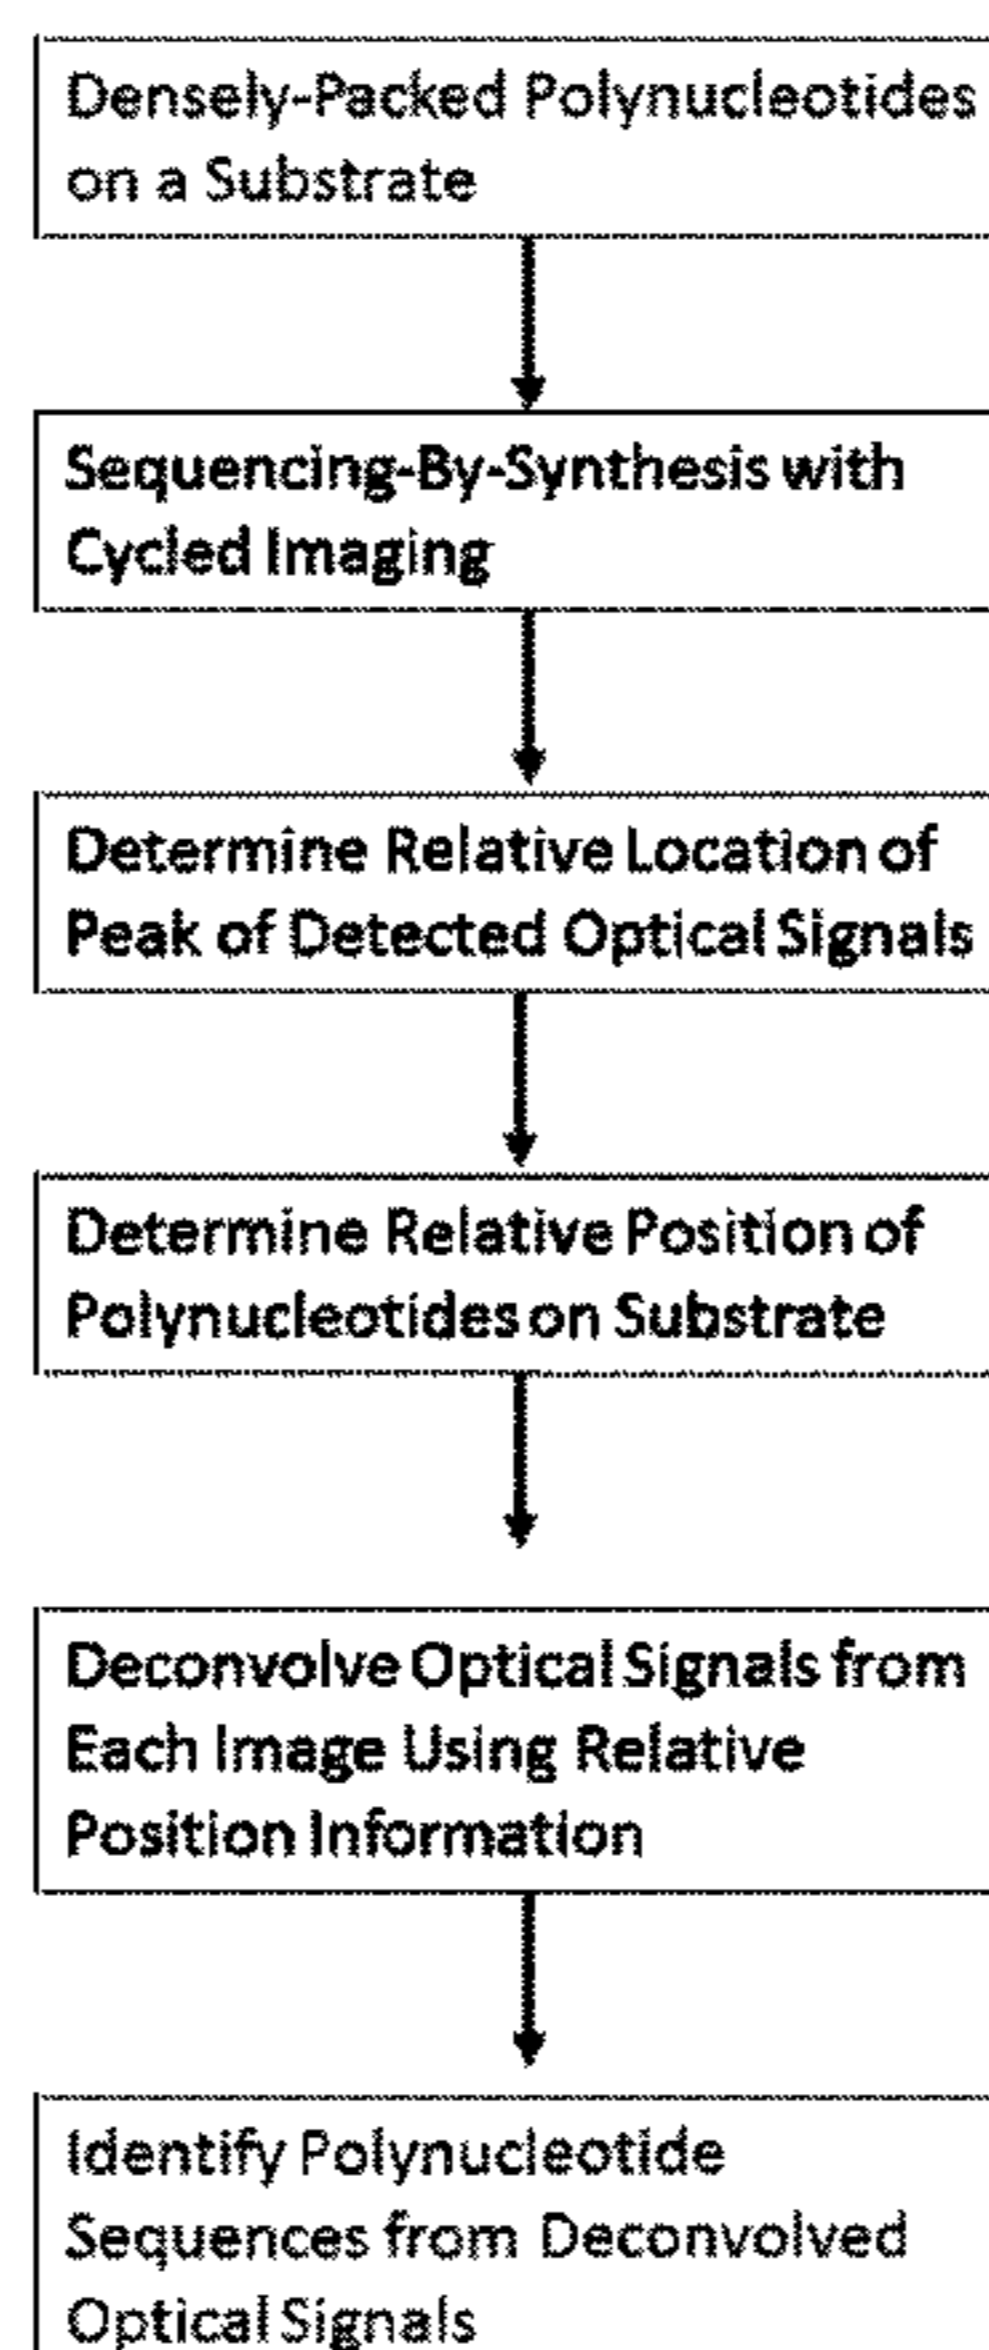 Densely-Packed Polynucleotides
on a Substrate
Sequencing-By-Synthesis with
Cycled Imaging
Determine Relative Location of
Peak of Detected Optical Signals
Determine Relative Position of
Polynucleotides on Substrate
Deconvolve Optical Signals from
Each Image Using Relative
Position Information
Identify Polynucleotide
Sequences from Deconvolved
Optical Signals